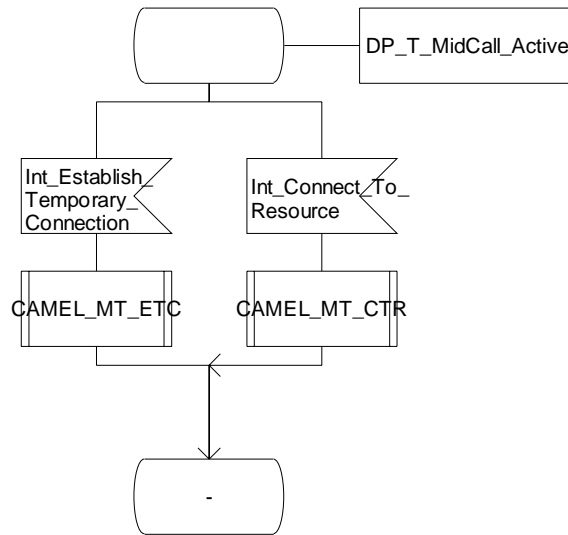 DP_T_MidCall_Active
Int_Establish_
Temporary_
Connection
Int_Connect_To_
Resource
CAMEL_MT_ETC
CAMEL_MT_CTR
-